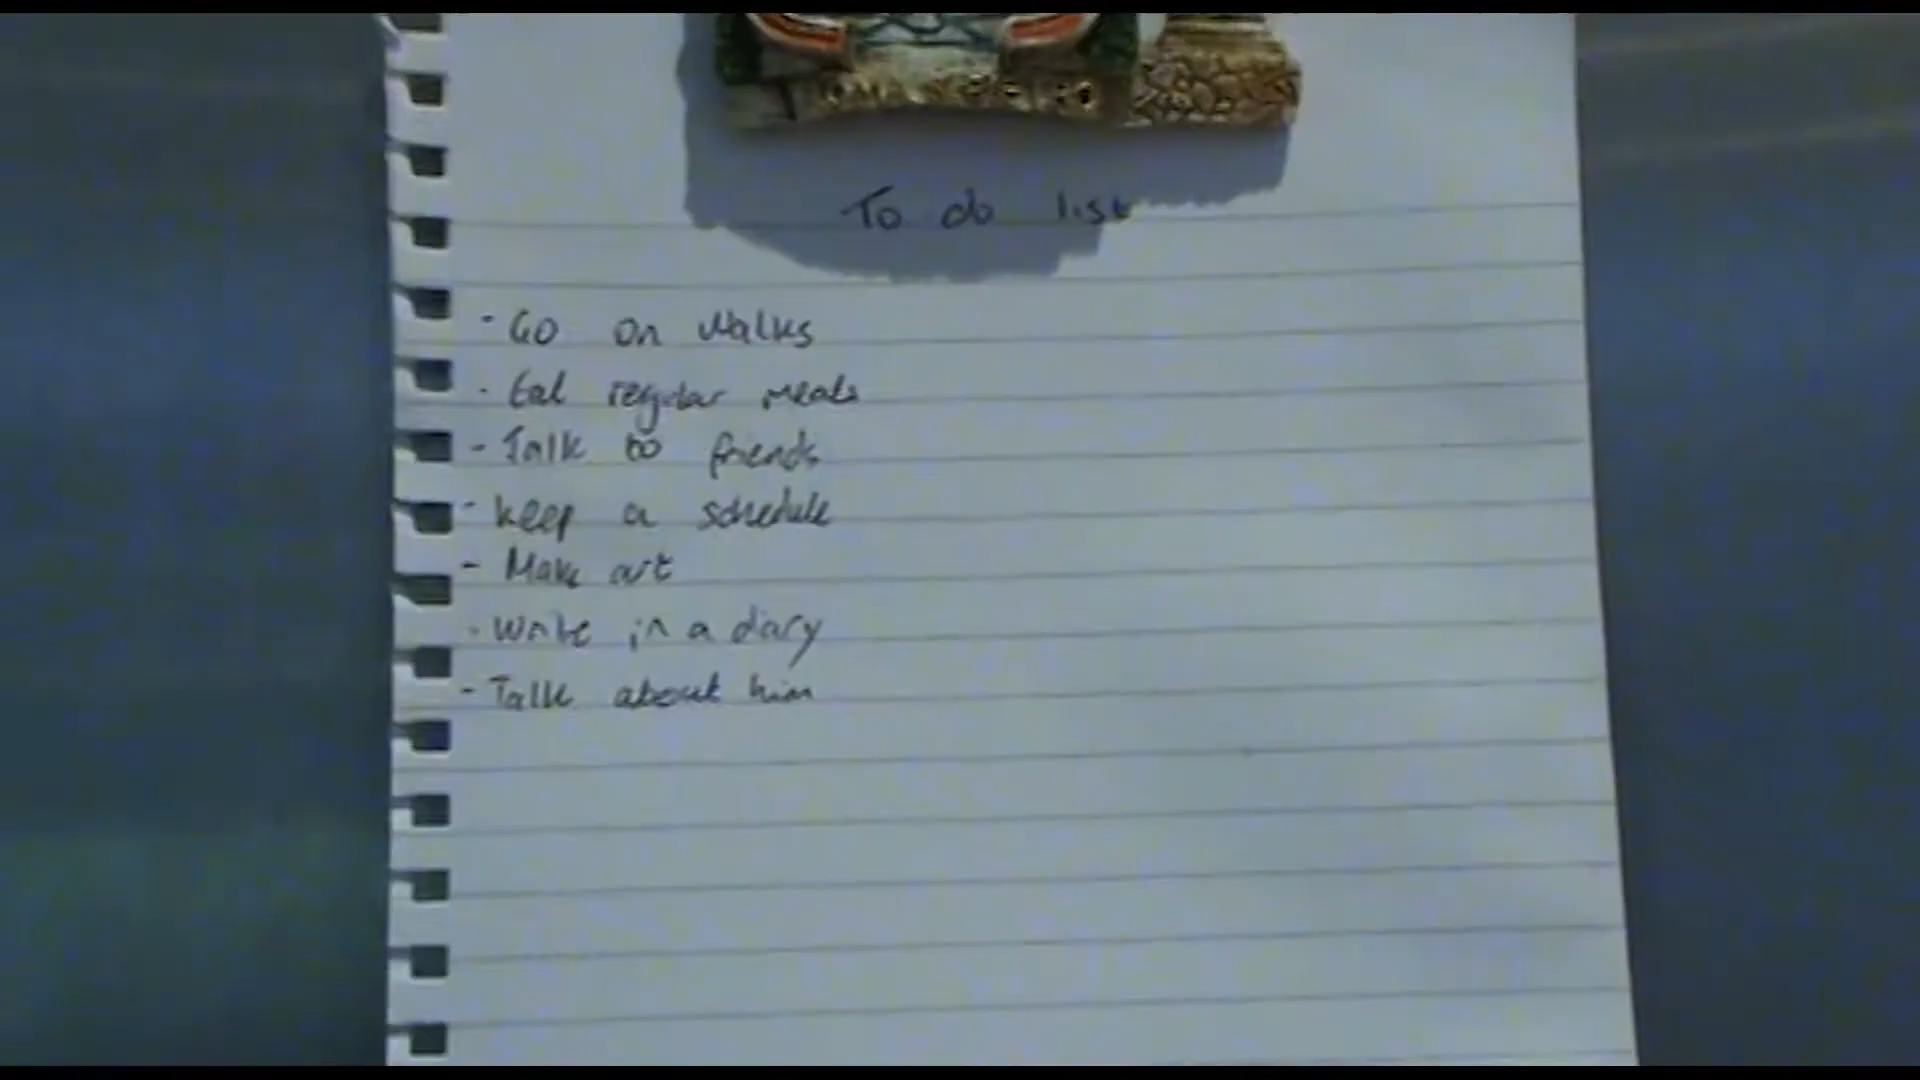 To do list
- Go on walks
- Eat regular meals
- Talk to friends
- keep a schedule
- Make art
- Write in a diary
- Talk about him